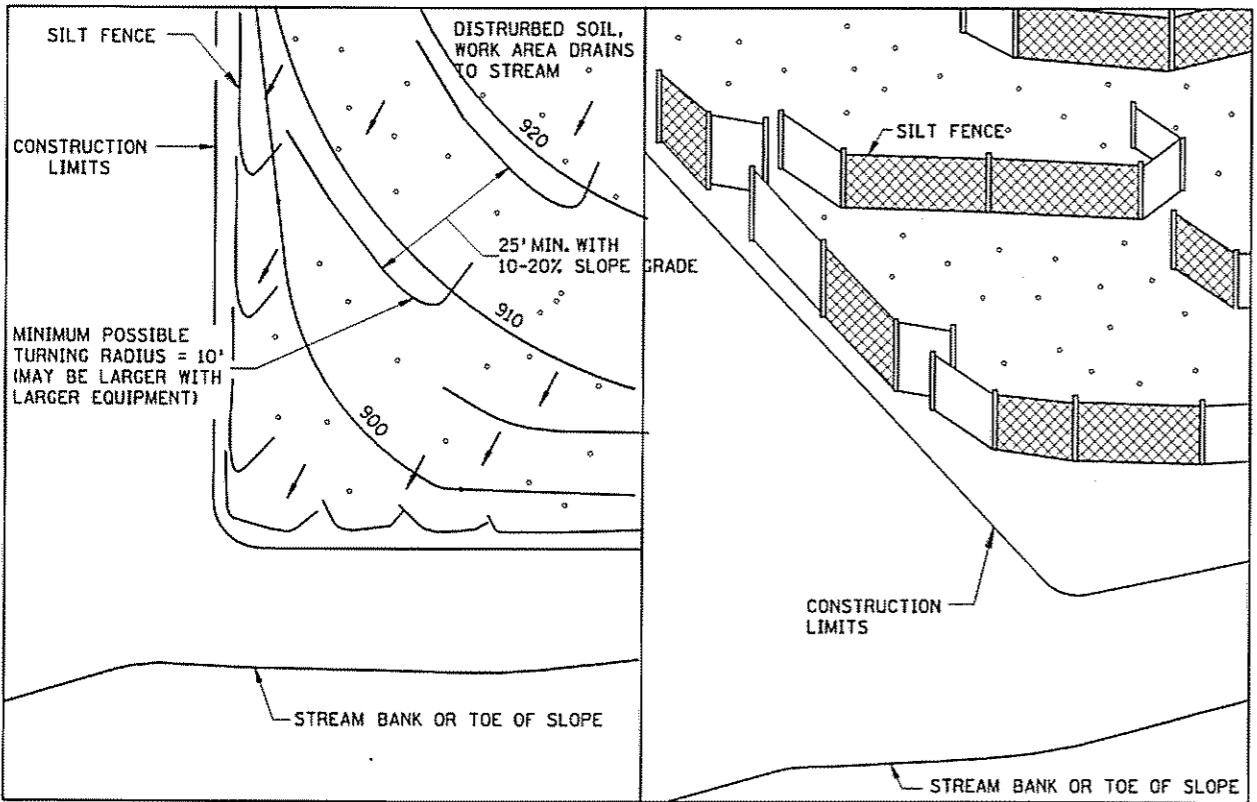 SILT FENCE
DISTRURBED SOIL,
WORK AREA DRAINS
TO STREAM
CONSTRUCTION
LIMITS
920
25' MIN. WITH
10-20% SLOPE GRADE
910
MINIMUM POSSIBLE
TURNING RADIUS = 10'
(MAY BE LARGER WITH
LARGER EQUIPMENT)
900
STREAM BANK OR TOE OF SLOPE
SILT FENCE
CONSTRUCTION
LIMITS
STREAM BANK OR TOE OF SLOPE